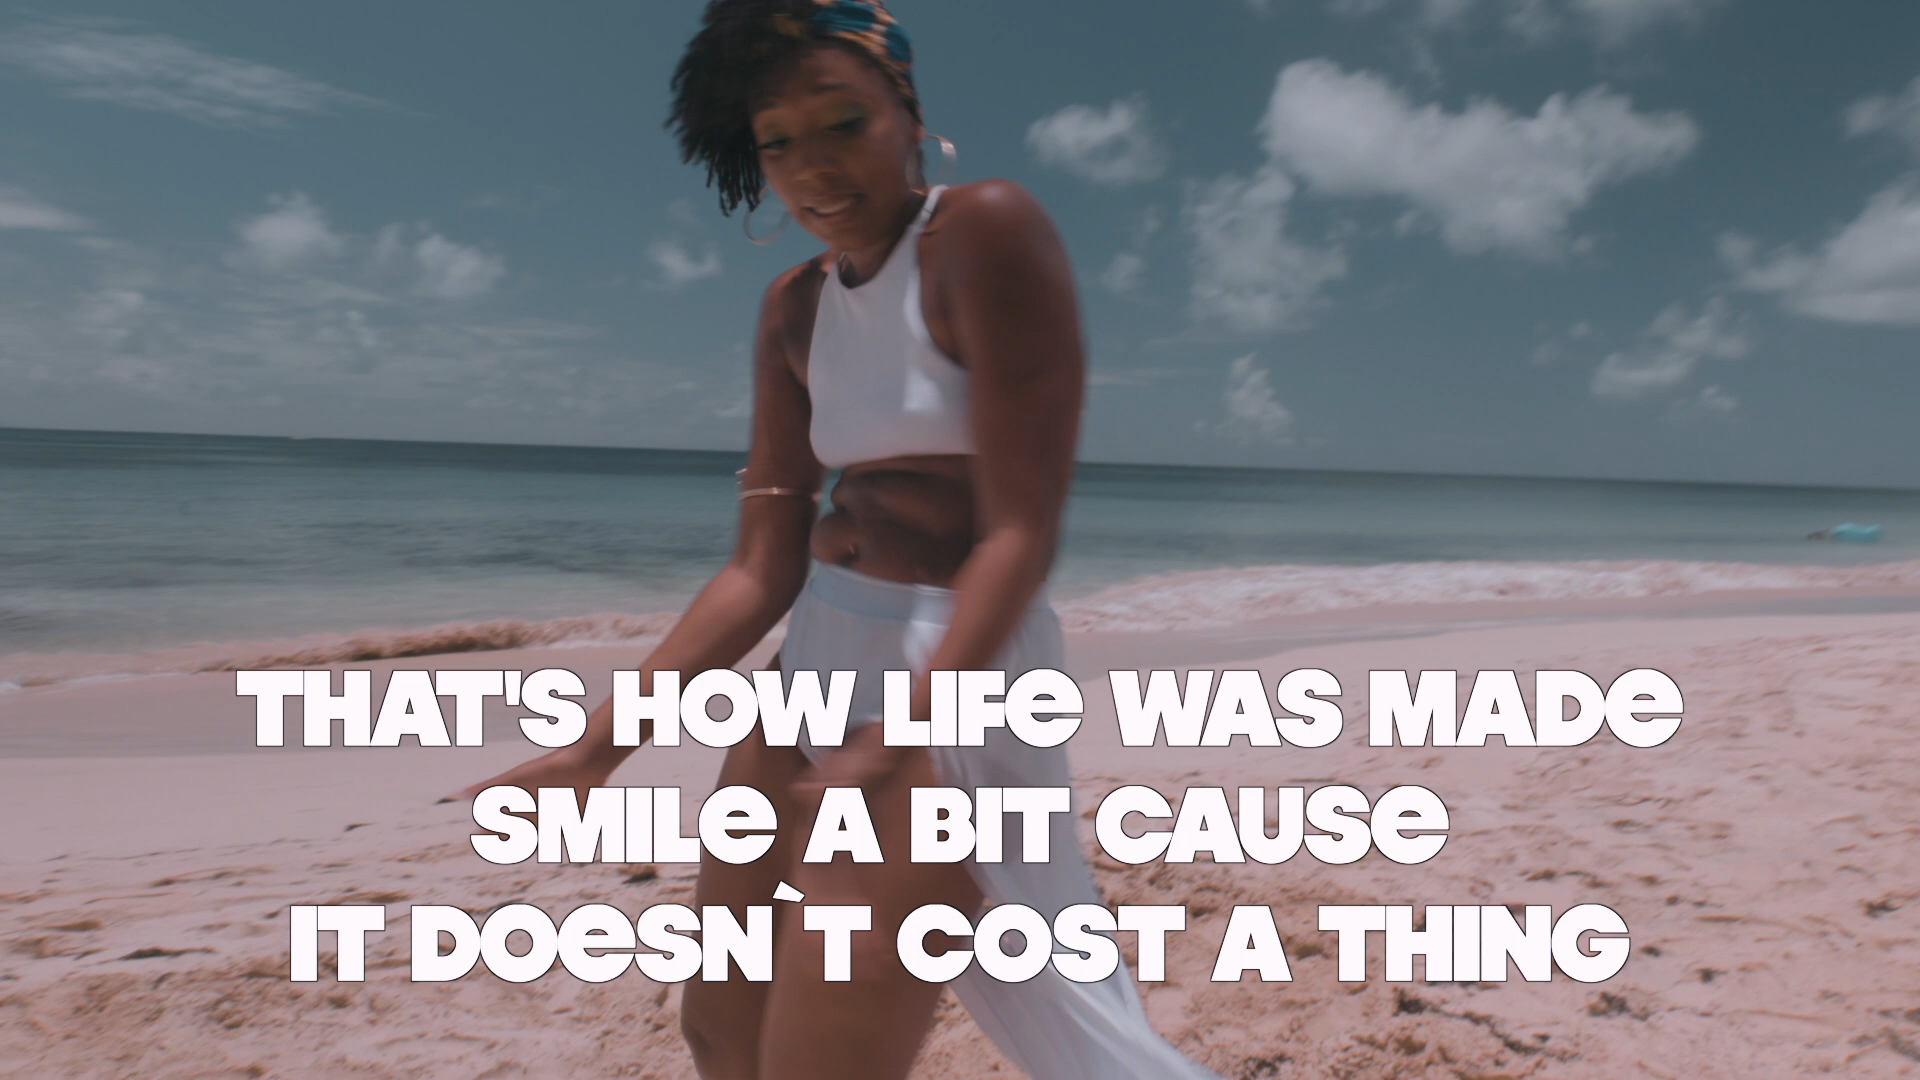 THAT'S HOW LIFE WAS MADE
SMILE A BIT CAUSE
IT DOESN`T COST A THING